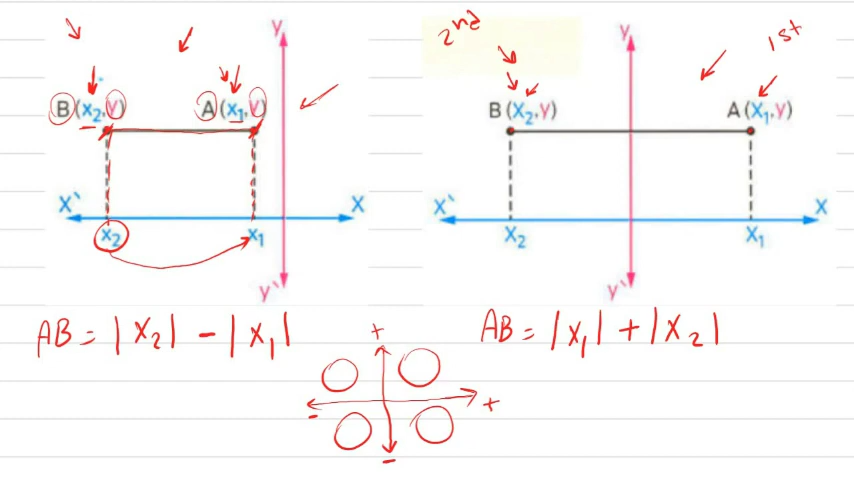 2nd
1st
Y
B(x₂,y)
A(x₁,y)
X`
X
x₂
x₁
Y`
Y
B(x₂,y)
A(x₁,y)
X`
X
x₂
x₁
Y`
AB = |x₂| - |x₁|
AB = |x₁| + |x₂|
+
-
+
-